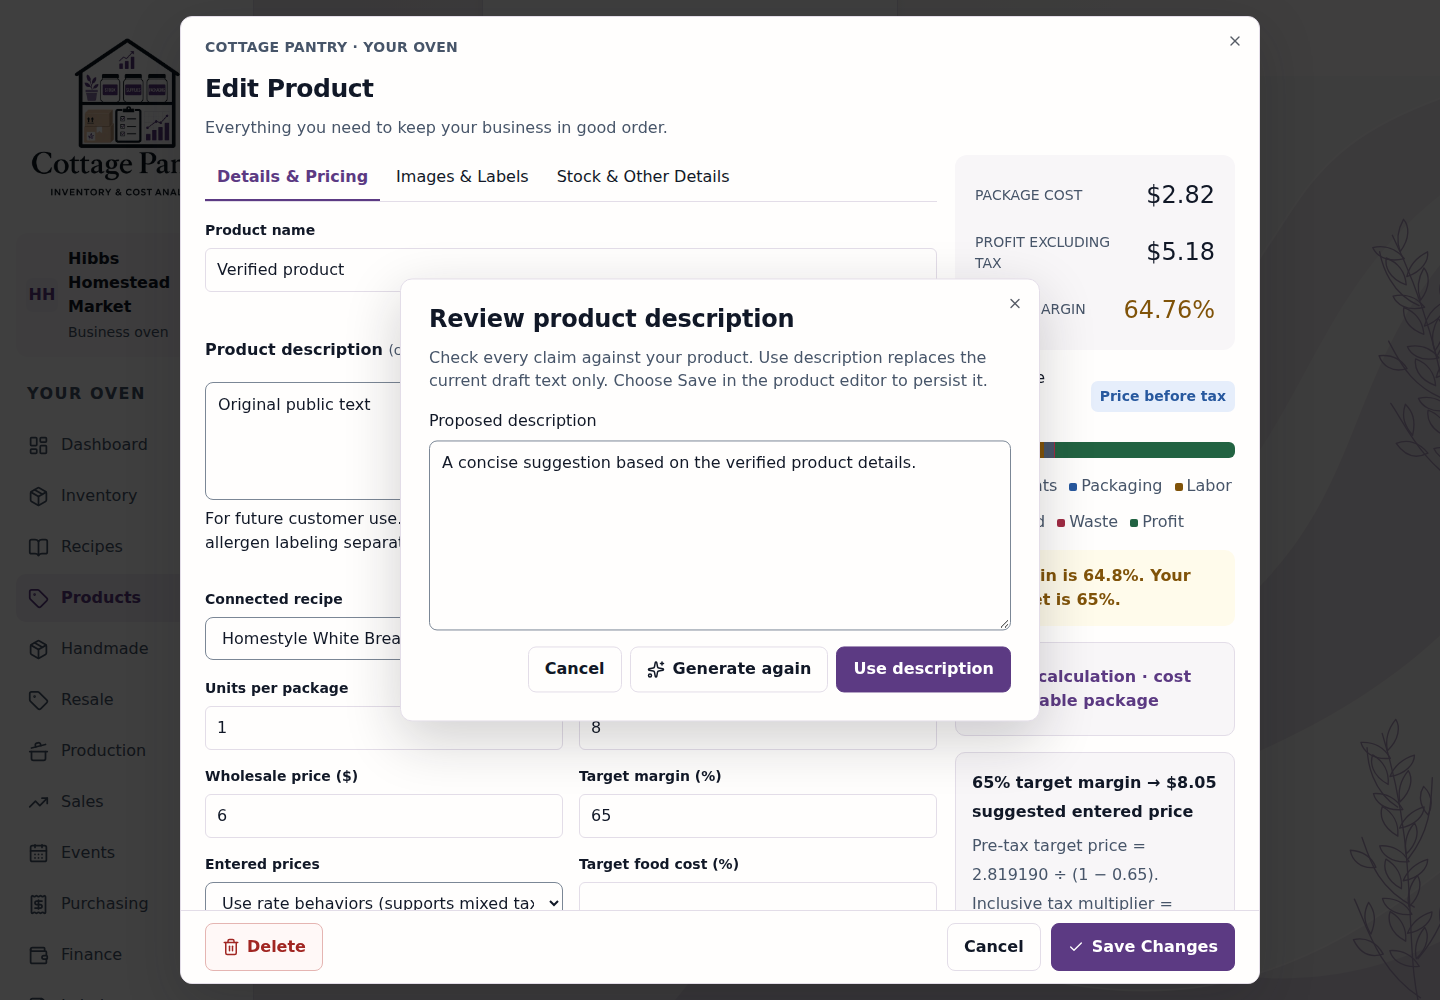 COTTAGE PANTRY · YOUR OVEN
Edit Product
Everything you need to keep your business in good order.
Cottage Pan
INVENTORY & COST ANAL
HH
Hibbs
Homestead
Market
Business oven
YOUR OVEN
Dashboard
Inventory
Recipes
Products
Handmade
Resale
Production
Sales
Events
Purchasing
Finance
Details & Pricing
Images & Labels
Stock & Other Details
Product name
Verified product
Product description (c
Original public text
For future customer use.
allergen labeling separat
Connected recipe
Homestyle White Brea
Units per package
1
8
Wholesale price ($)
6
Target margin (%)
65
Entered prices
Use rate behaviors (supports mixed tax
Target food cost (%)
PACKAGE COST
$2.82
PROFIT EXCLUDING
TAX
$5.18
ARGIN
64.76%
e
Price before tax
nts
Packaging
Labor
d
Waste
Profit
in is 64.8%. Your
et is 65%.
calculation · cost
able package
65% target margin → $8.05
suggested entered price
Pre-tax target price =
2.819190 ÷ (1 − 0.65).
Inclusive tax multiplier =
Review product description
Check every claim against your product. Use description replaces the
current draft text only. Choose Save in the product editor to persist it.
Proposed description
A concise suggestion based on the verified product details.
Cancel
Generate again
Use description
Delete
Cancel
Save Changes